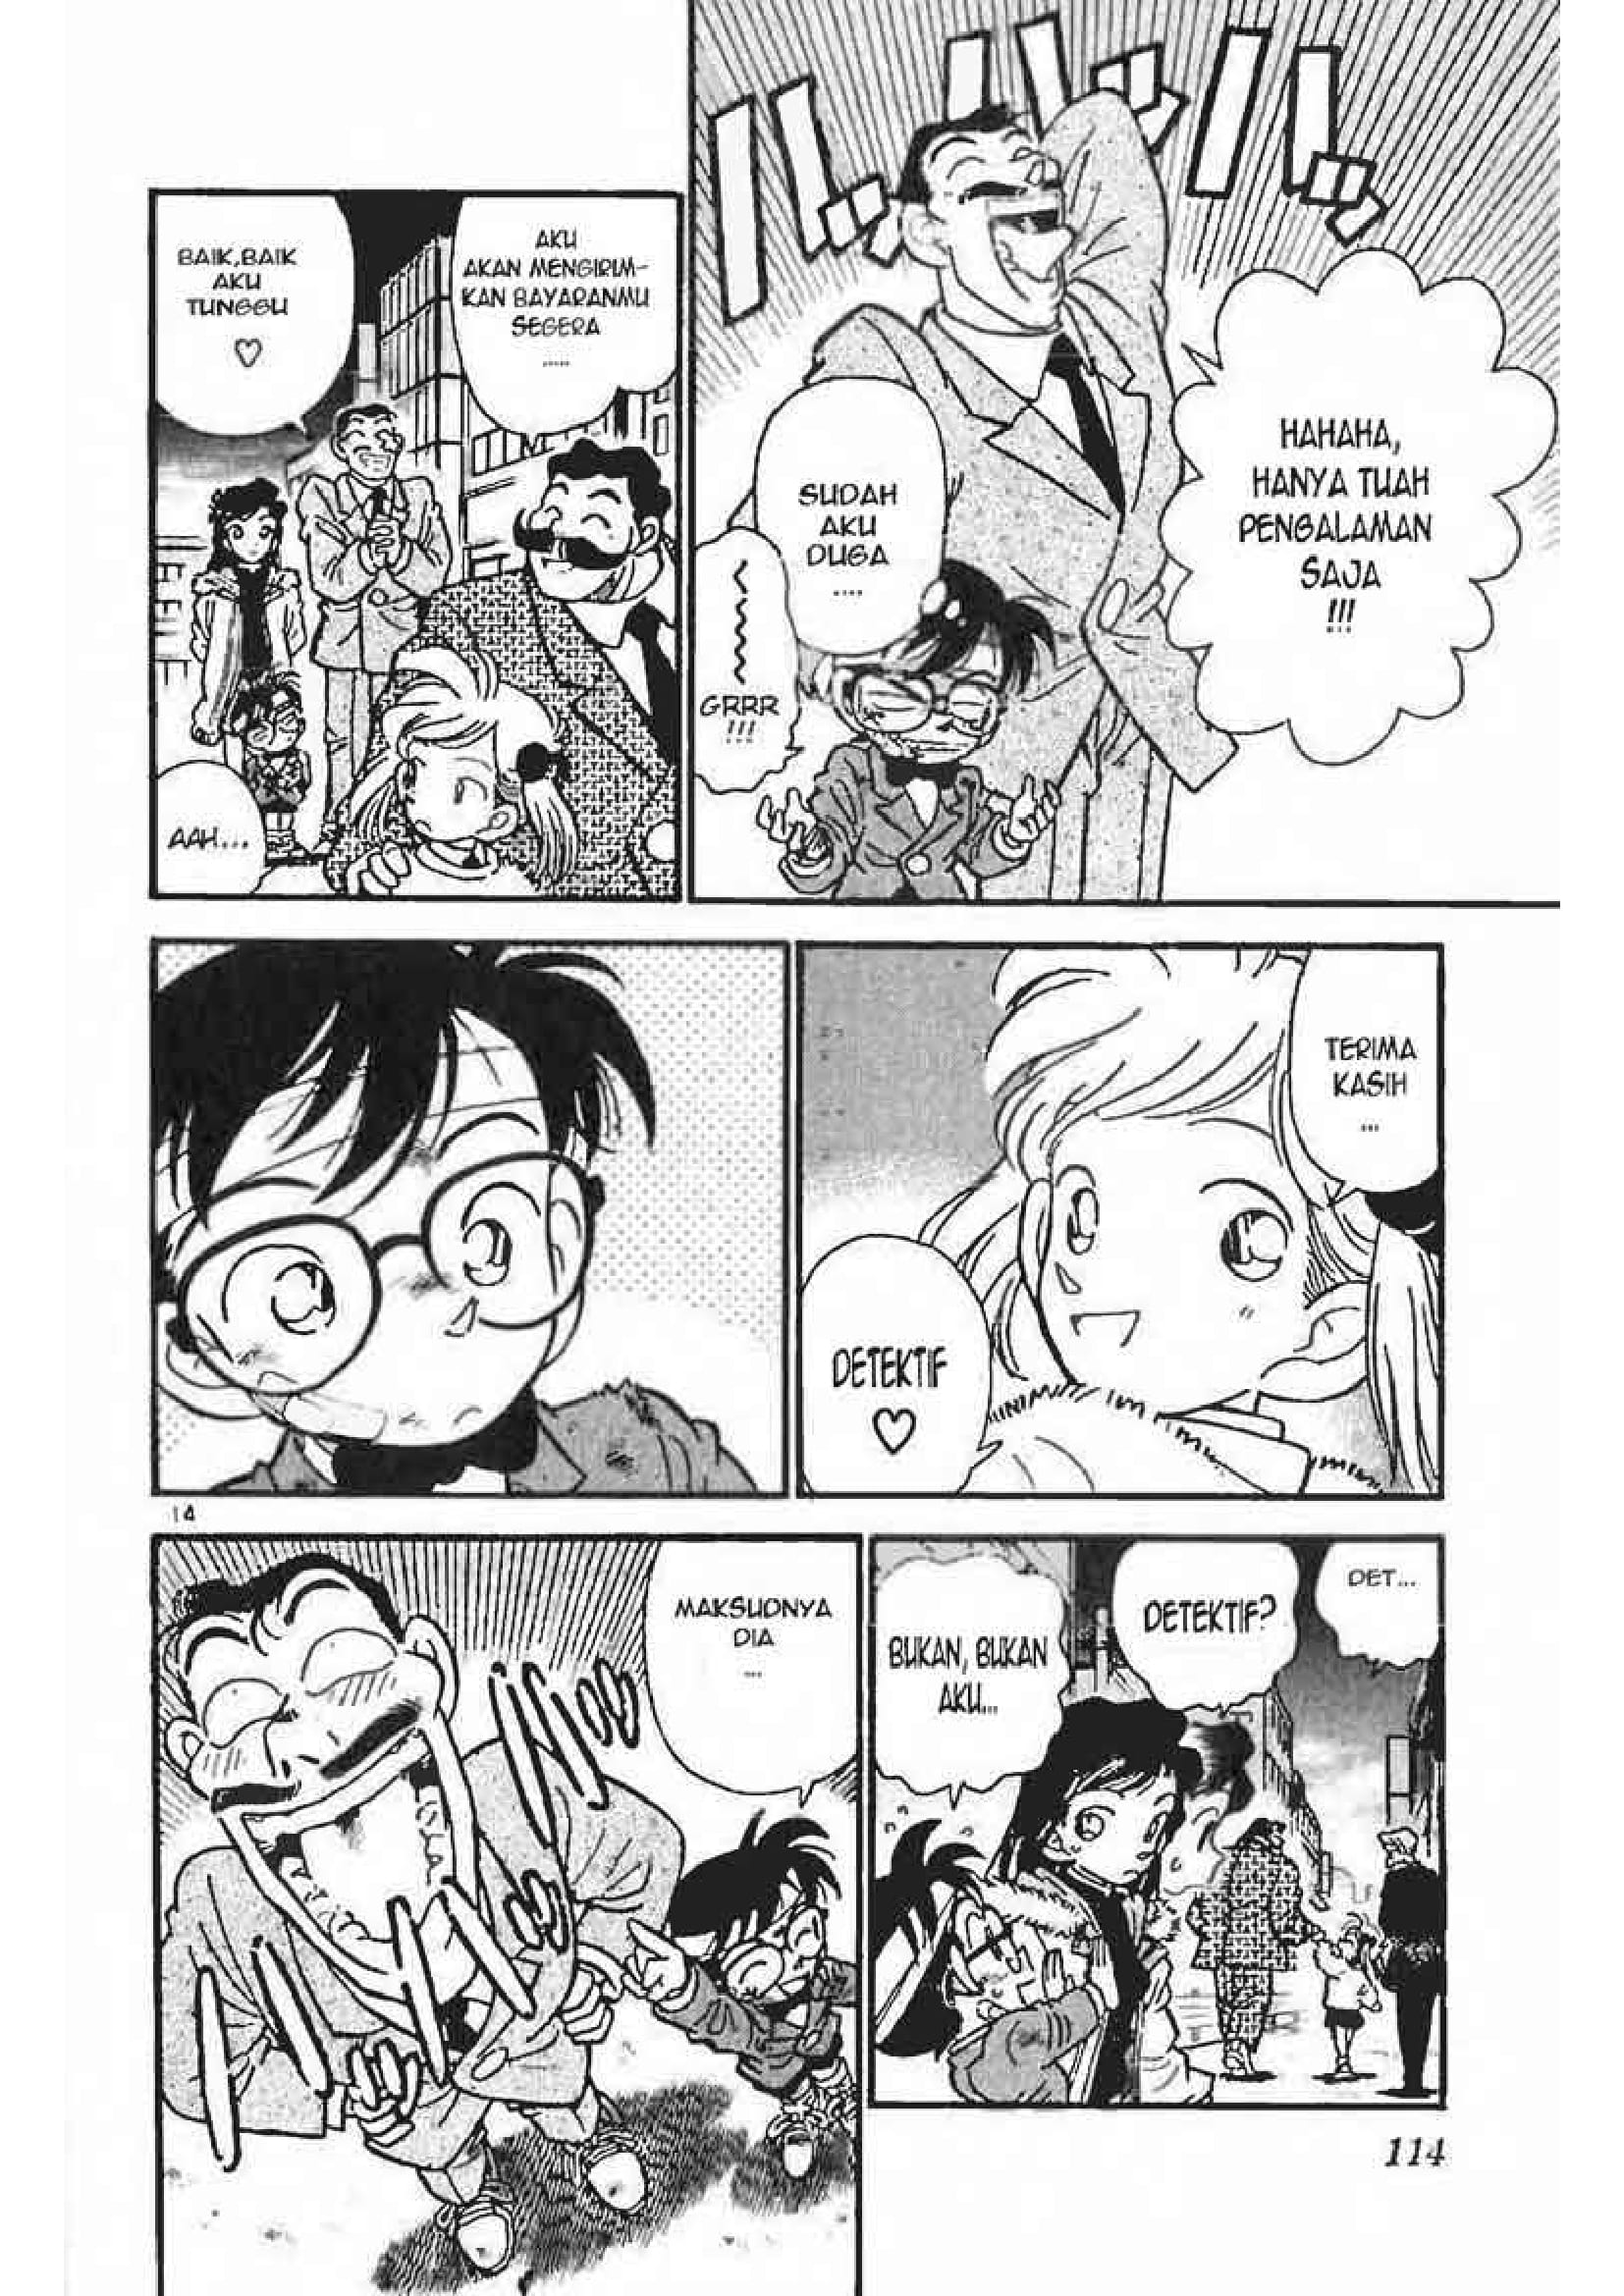 HAHAHA,
HANYA TUAH
PENGALAMAN
SAJA
!!!
SUDAH
AKU
DUGA
....
GRRR
!!!
AKU
AKAN MENGIRIM-
KAN BAYARANMU
SEGERA
.....
BAIK,BAIK
AKU
TUNGGU
♡
AAH...
TERIMA
KASIH
...
DETEKTIF
♡
14
DET...
DETEKTIF?
BUKAN, BUKAN
AKU...
MAKSUDNYA
DIA
...
114